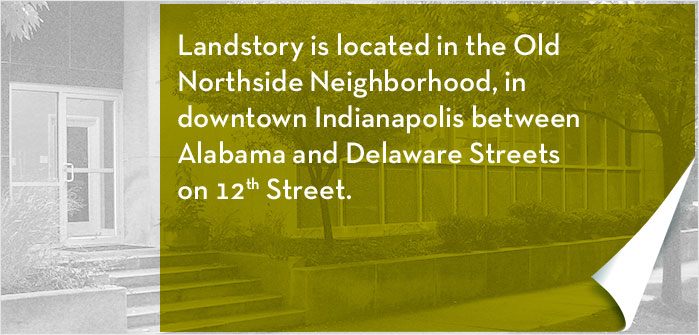 Landstory is located in the Old
Northside Neighborhood, in
downtown Indianapolis between
Alabama and Delaware Streets
on 12th Street.